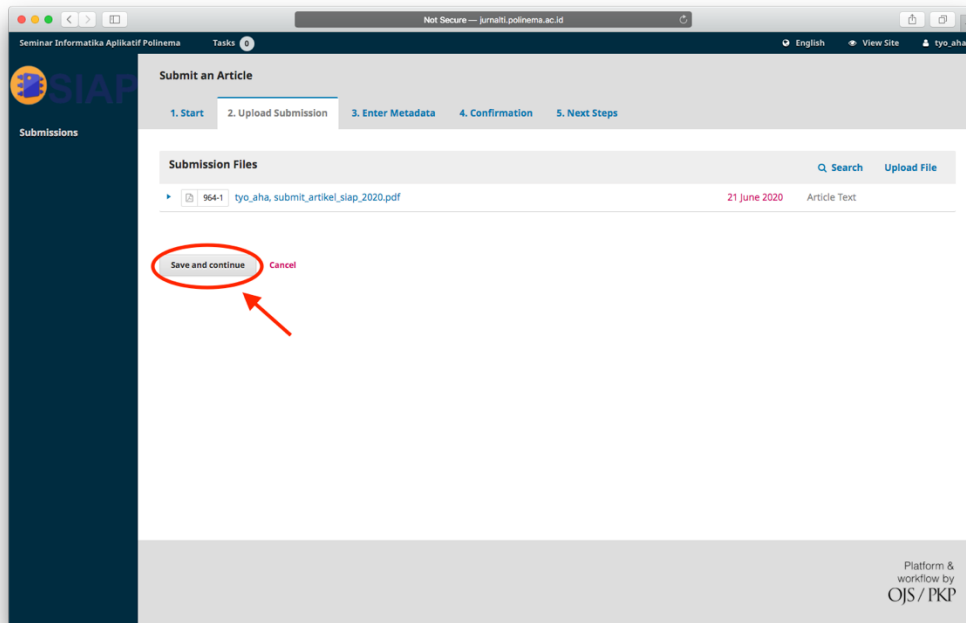 Not Secure — jurnalti.polinema.ac.id
Seminar Informatika Aplikatif Polinema Tasks 0 English View Site tyo_aha
SIAP
Submissions
Submit an Article
1. Start 2. Upload Submission 3. Enter Metadata 4. Confirmation 5. Next Steps
Submission Files Search Upload File
964-1 tyo_aha, submit_artikel_siap_2020.pdf 21 June 2020 Article Text
Save and continue Cancel
Platform &
workflow by
OJS / PKP